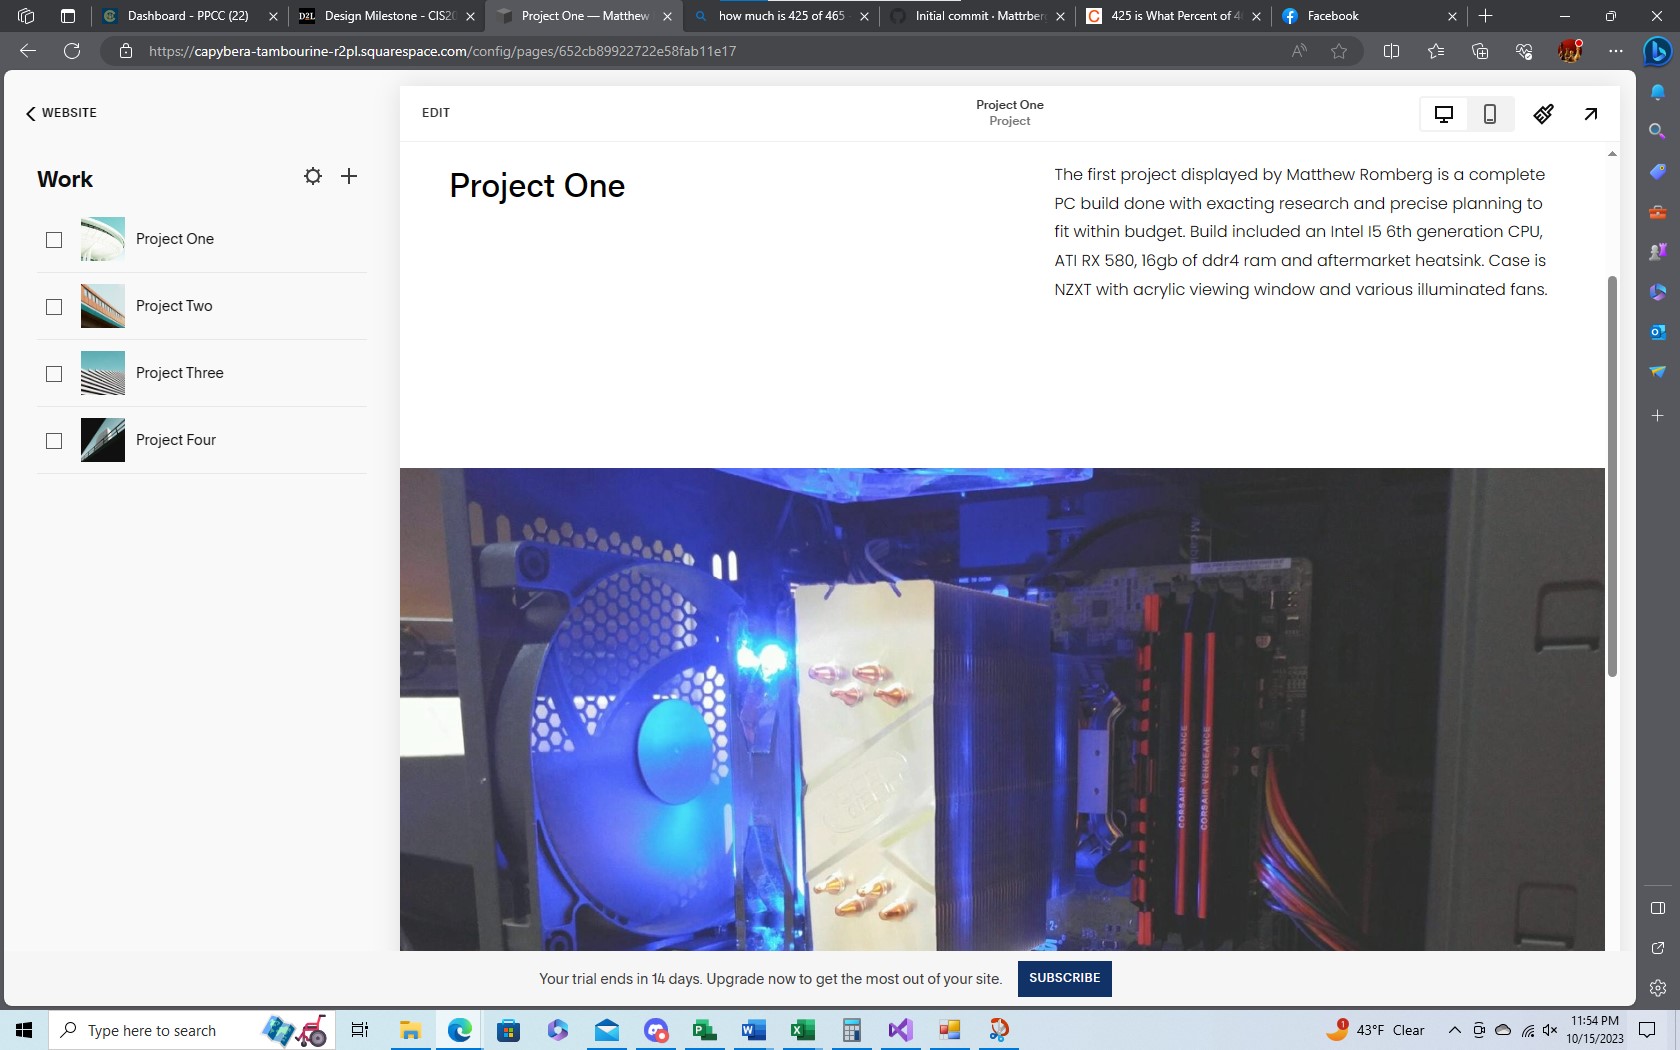 Dashboard - PPCC (22)
D2L
Design Milestone - CIS20
Project One — Matthew
how much is 425 of 465
Initial commit · Mattrberg
425 is What Percent of 4
Facebook
https://capybera-tambourine-r2pl.squarespace.com/config/pages/652cb89922722e58fab11e17
WEBSITE
EDIT
Project One
Project
Work
Project One
Project Two
Project Three
Project Four
Project One
The first project displayed by Matthew Romberg is a complete
PC build done with exacting research and precise planning to
fit within budget. Build included an Intel I5 6th generation CPU,
ATI RX 580, 16gb of ddr4 ram and aftermarket heatsink. Case is
NZXT with acrylic viewing window and various illuminated fans.
CORSAIR VENGEANCE
CORSAIR VENGEANCE
Your trial ends in 14 days. Upgrade now to get the most out of your site.
SUBSCRIBE
Type here to search
1
43°F Clear
11:54 PM
10/15/2023